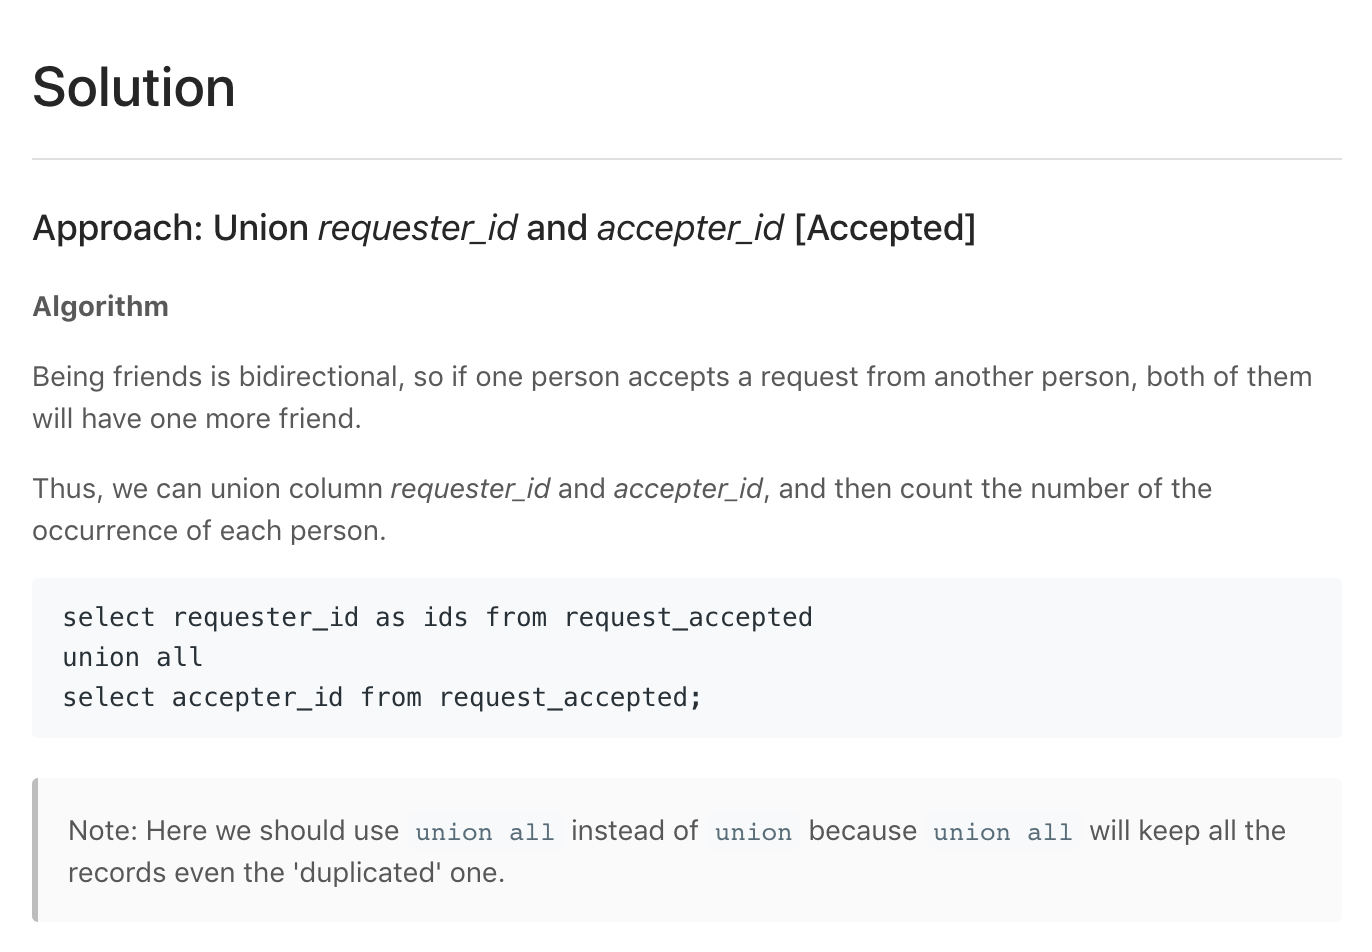 Solution
Approach: Union requester_id and accepter_id [Accepted]
Algorithm
Being friends is bidirectional, so if one person accepts a request from another person, both of them
will have one more friend.
Thus, we can union column requester_id and accepter_id, and then count the number of the
occurrence of each person.
select requester_id as ids from request_accepted
union all
select accepter_id from request_accepted;
Note: Here we should use union all instead of union because union all will keep all the
records even the 'duplicated' one.